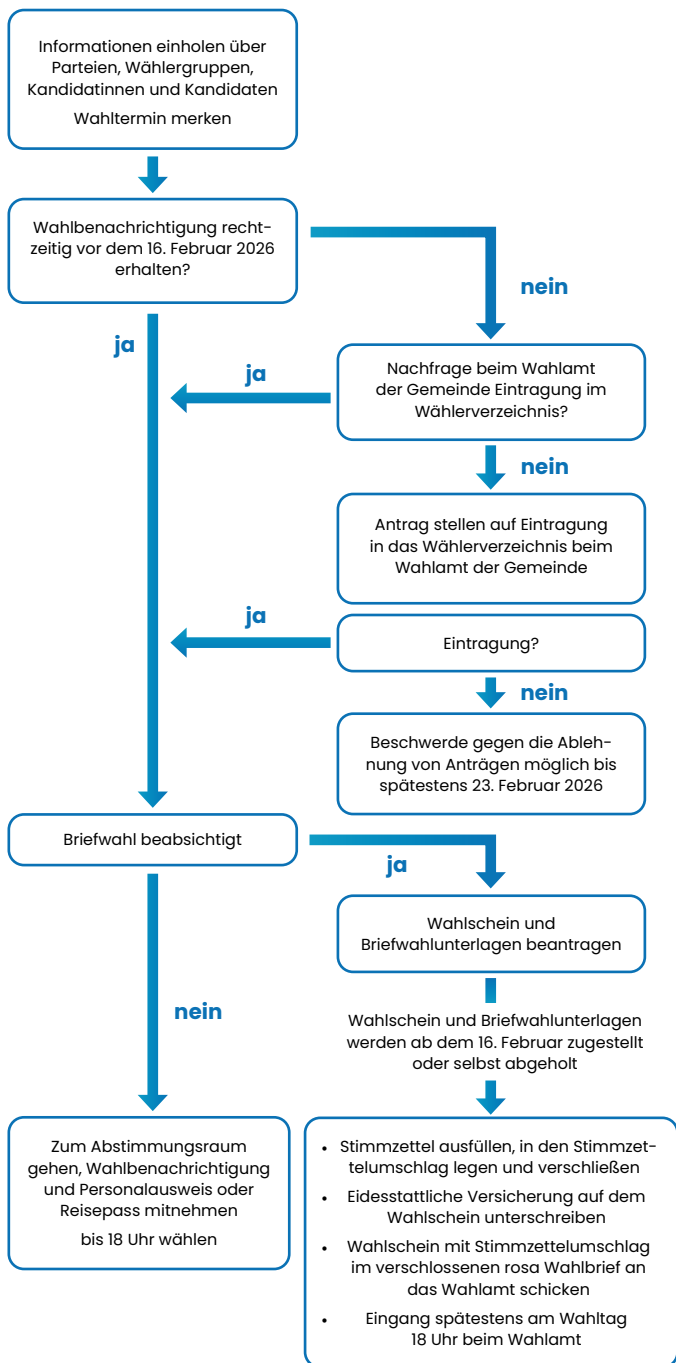 Informationen einholen über
Parteien, Wählergruppen,
Kandidatinnen und Kandidaten
Wahltermin merken
Wahlbenachrichtigung recht-
zeitig vor dem 16. Februar 2026
erhalten?
nein
ja
ja
Nachfrage beim Wahlamt
der Gemeinde Eintragung im
Wählerverzeichnis?
nein
Antrag stellen auf Eintragung
in das Wählerverzeichnis beim
Wahlamt der Gemeinde
ja
Eintragung?
nein
Beschwerde gegen die Ableh-
nung von Anträgen möglich bis
spätestens 23. Februar 2026
Briefwahl beabsichtigt
ja
Wahlschein und
Briefwahlunterlagen beantragen
nein
Wahlschein und Briefwahlunterlagen
werden ab dem 16. Februar zugestellt
oder selbst abgeholt
Zum Abstimmungsraum
gehen, Wahlbenachrichtigung
und Personalausweis oder
Reisepass mitnehmen
bis 18 Uhr wählen
• Stimmzettel ausfüllen, in den Stimmzet-
telumschlag legen und verschließen
• Eidesstattliche Versicherung auf dem
Wahlschein unterschreiben
• Wahlschein mit Stimmzettelumschlag
im verschlossenen rosa Wahlbrief an
das Wahlamt schicken
• Eingang spätestens am Wahltag
18 Uhr beim Wahlamt